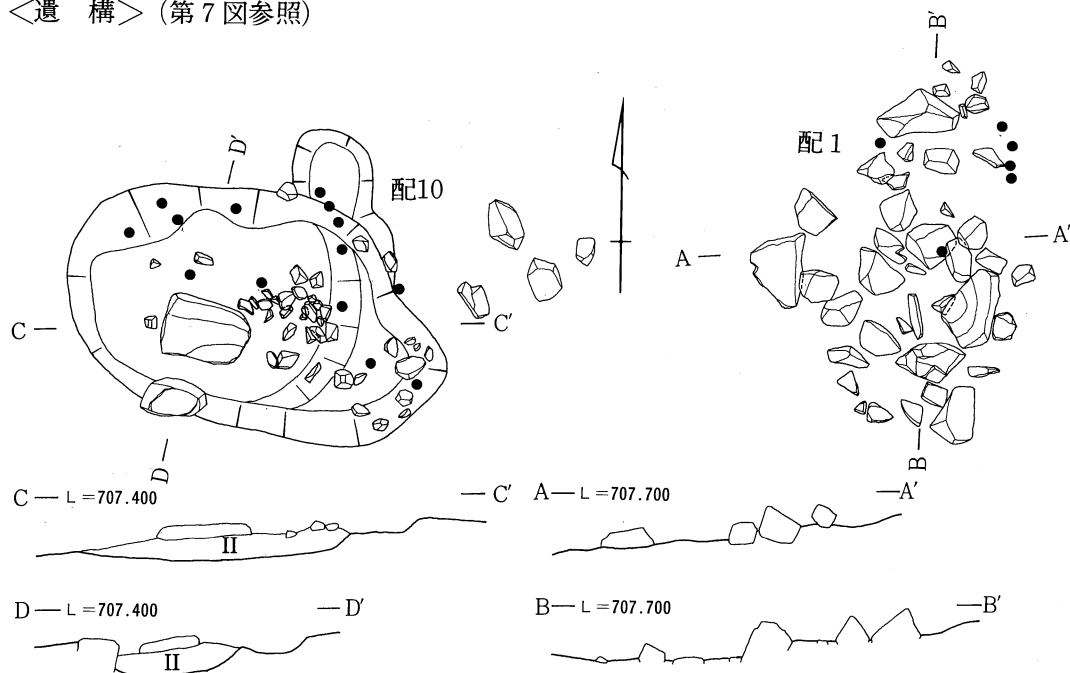 <遺 構>(第7図参照)
B′
配1
D′
配10
A
A′
C
C′
B
D
C — L=707.400 — C′
A — L=707.700 — A′
II
D — L=707.400 — D′
B — L=707.700 — B′
II